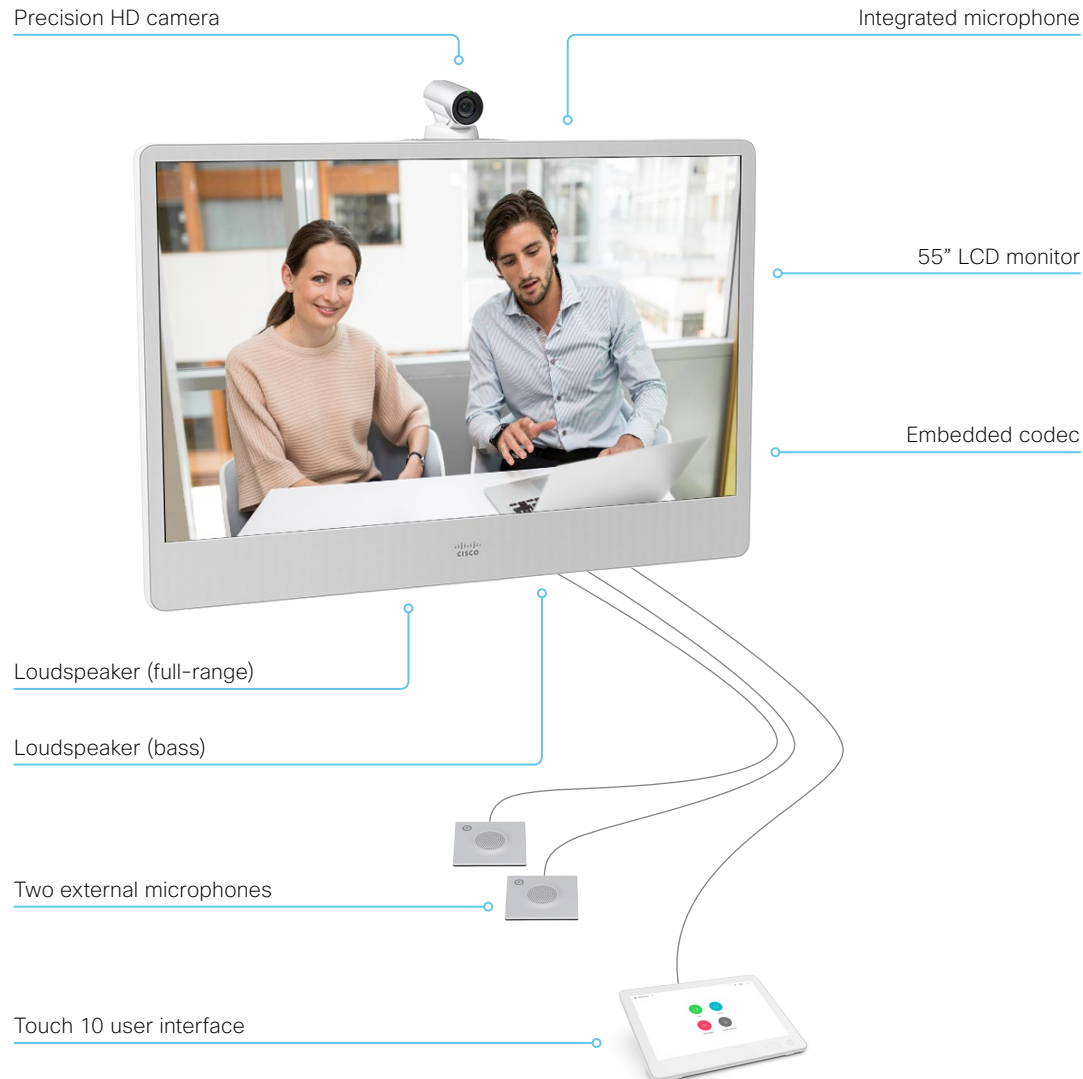 Precision HD camera
Integrated microphone
55” LCD monitor
Embedded codec
CISCO
Loudspeaker (full-range)
Loudspeaker (bass)
Two external microphones
Touch 10 user interface